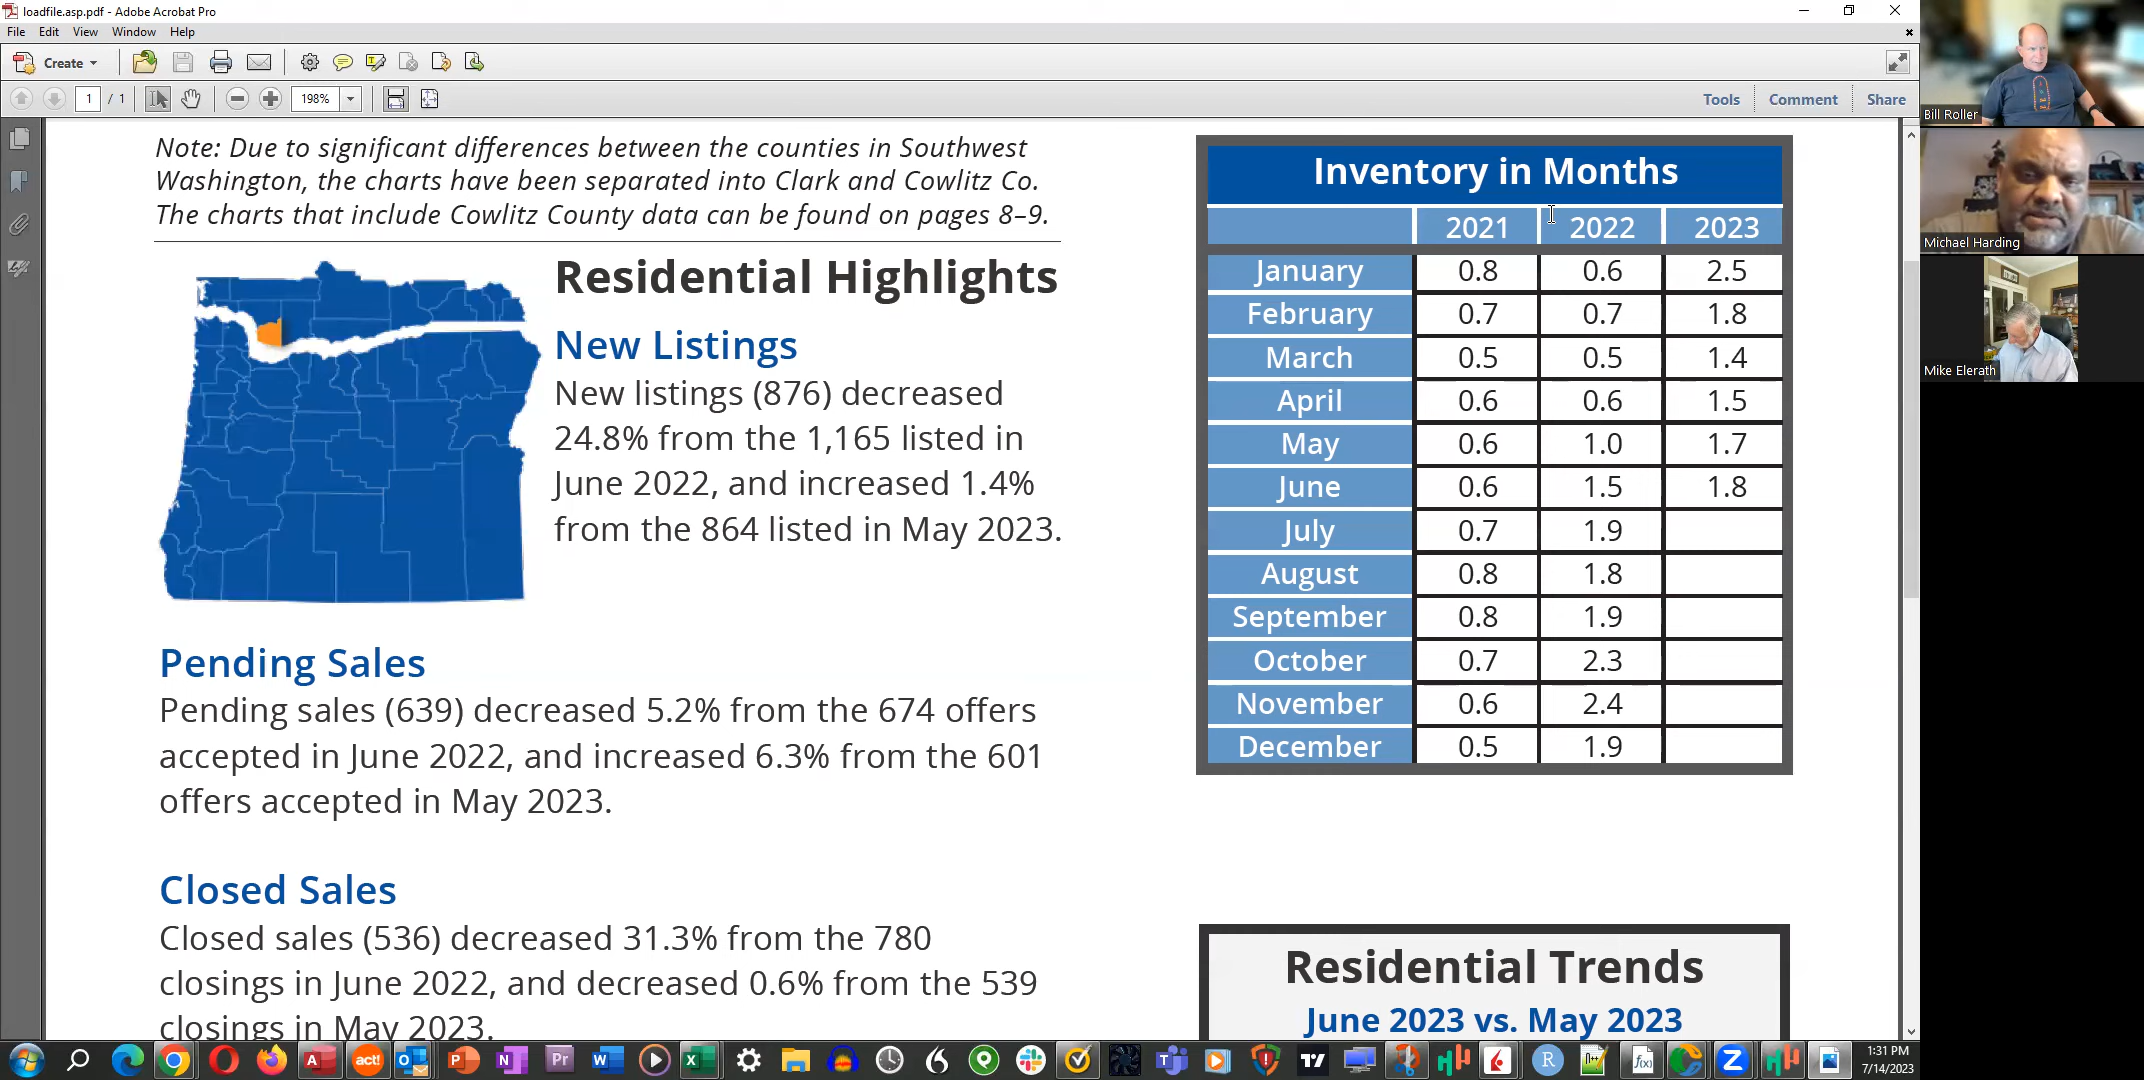 loadfile.asp.pdf - Adobe Acrobat Pro
File Edit View Window Help
Create
1 / 1 198% Tools Comment Share
Note: Due to significant differences between the counties in Southwest
Washington, the charts have been separated into Clark and Cowlitz Co.
The charts that include Cowlitz County data can be found on pages 8–9.
Residential Highlights
New Listings
New listings (876) decreased
24.8% from the 1,165 listed in
June 2022, and increased 1.4%
from the 864 listed in May 2023.
Pending Sales
Pending sales (639) decreased 5.2% from the 674 offers
accepted in June 2022, and increased 6.3% from the 601
offers accepted in May 2023.
Closed Sales
Closed sales (536) decreased 31.3% from the 780
closings in June 2022, and decreased 0.6% from the 539
closings in May 2023.
Inventory in Months
2021 2022 2023
January 0.8 0.6 2.5
February 0.7 0.7 1.8
March 0.5 0.5 1.4
April 0.6 0.6 1.5
May 0.6 1.0 1.7
June 0.6 1.5 1.8
July 0.7 1.9
August 0.8 1.8
September 0.8 1.9
October 0.7 2.3
November 0.6 2.4
December 0.5 1.9
Residential Trends
June 2023 vs. May 2023
Bill Roller
Michael Harding
Mike Elerath
act!
Pr
1:31 PM
7/14/2023